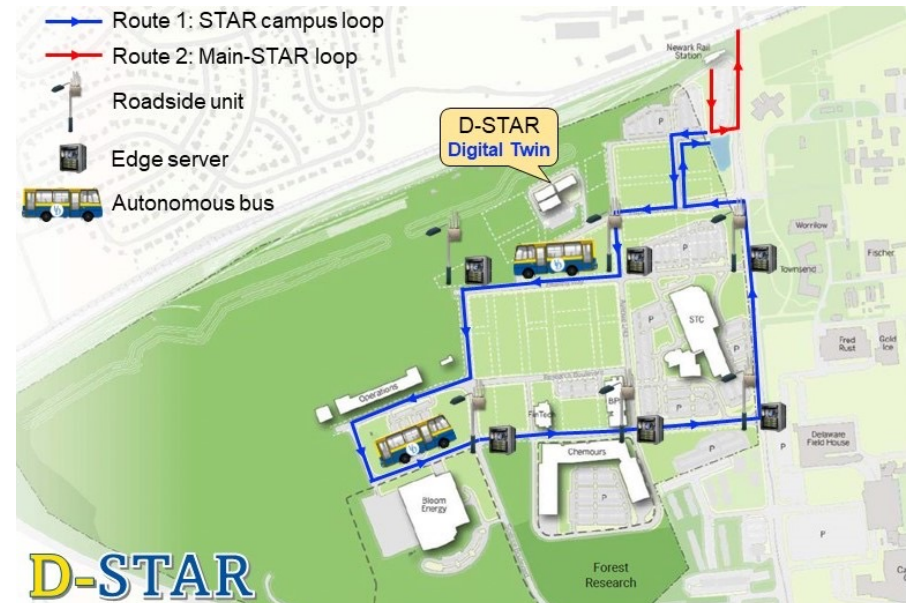 Route 1: STAR campus loop
Route 2: Main-STAR loop
Roadside unit
Edge server
Autonomous bus
Newark Rail
Station
D-STAR
Digital Twin
P
Worrilow
Fischer
Townsend
P
STC
P
P
Fred
Rust
Gold
Ice
Research Boulevard
Operations
FinTech
BPI
P
Delaware
Field House
P
Chemours
P
Bloom
Energy
P
Forest
Research
D-STAR